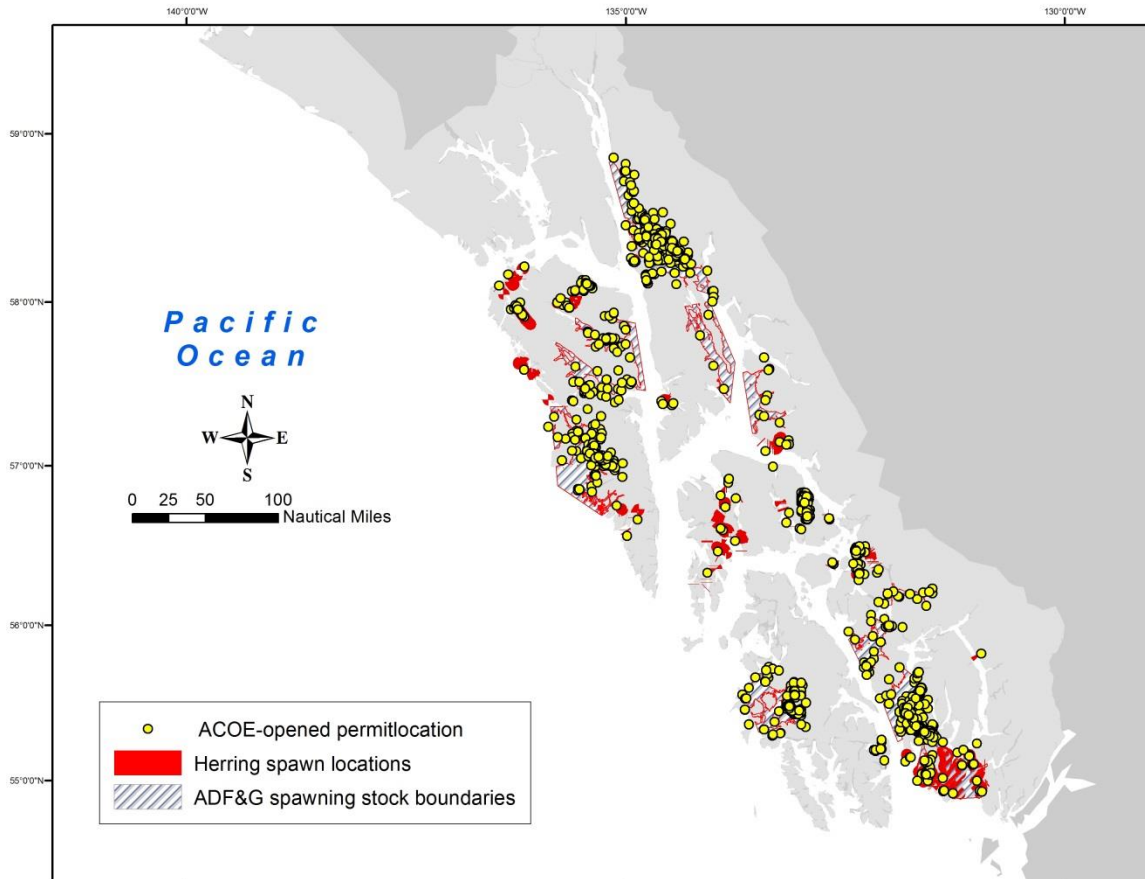 140°0'0"W 135°0'0"W 130°0'0"W
59°0'0"N
58°0'0"N
57°0'0"N
56°0'0"N
55°0'0"N
Pacific
Ocean
N
W E
S
0 25 50 100
Nautical Miles
ACOE-opened permitlocation
Herring spawn locations
ADF&G spawning stock boundaries